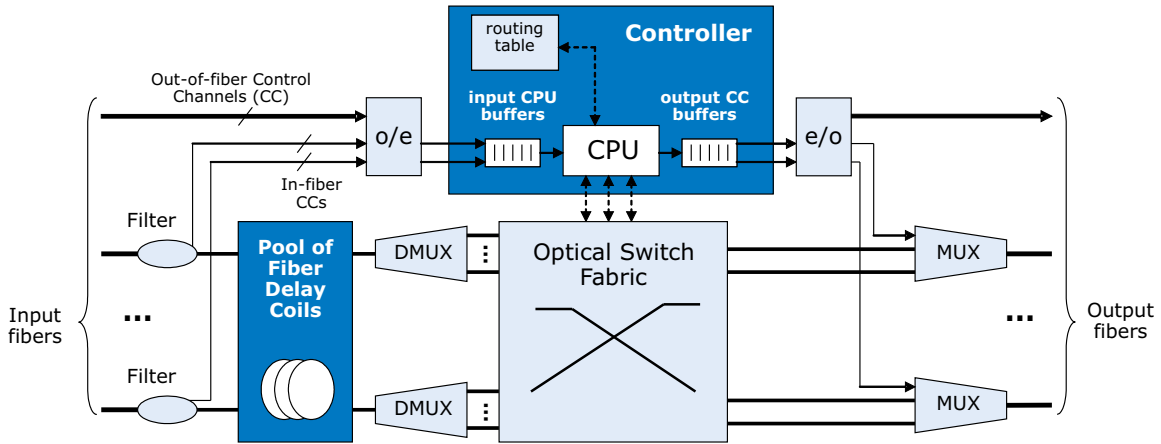 routing
table
Controller
Out-of-fiber Control
Channels (CC)
input CPU
buffers
output CC
buffers
o/e
CPU
e/o
In-fiber
CCs
Filter
Pool of
Fiber
Delay
Coils
DMUX
...
Optical Switch
Fabric
MUX
Input
fibers
...
...
Output
fibers
Filter
DMUX
...
MUX